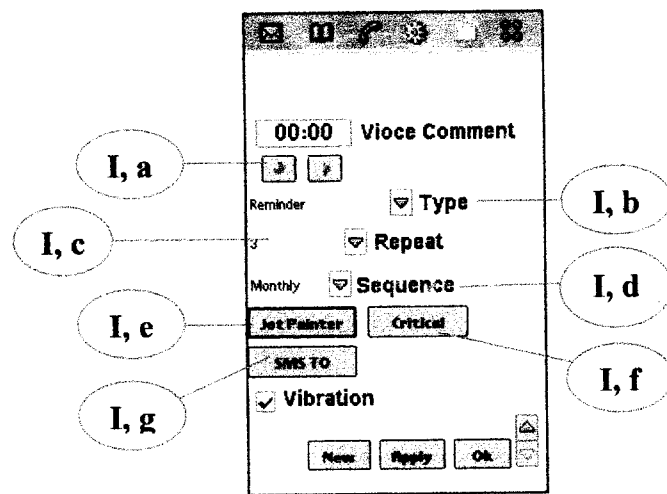 00:00 Vioce Comment
I, a
Reminder Type
I, b
I, c
3 Repeat
Monthly Sequence
I, d
I, e
Jet Painter Critical
I, f
SMS TO
I, g
Vibration
New Apply Ok